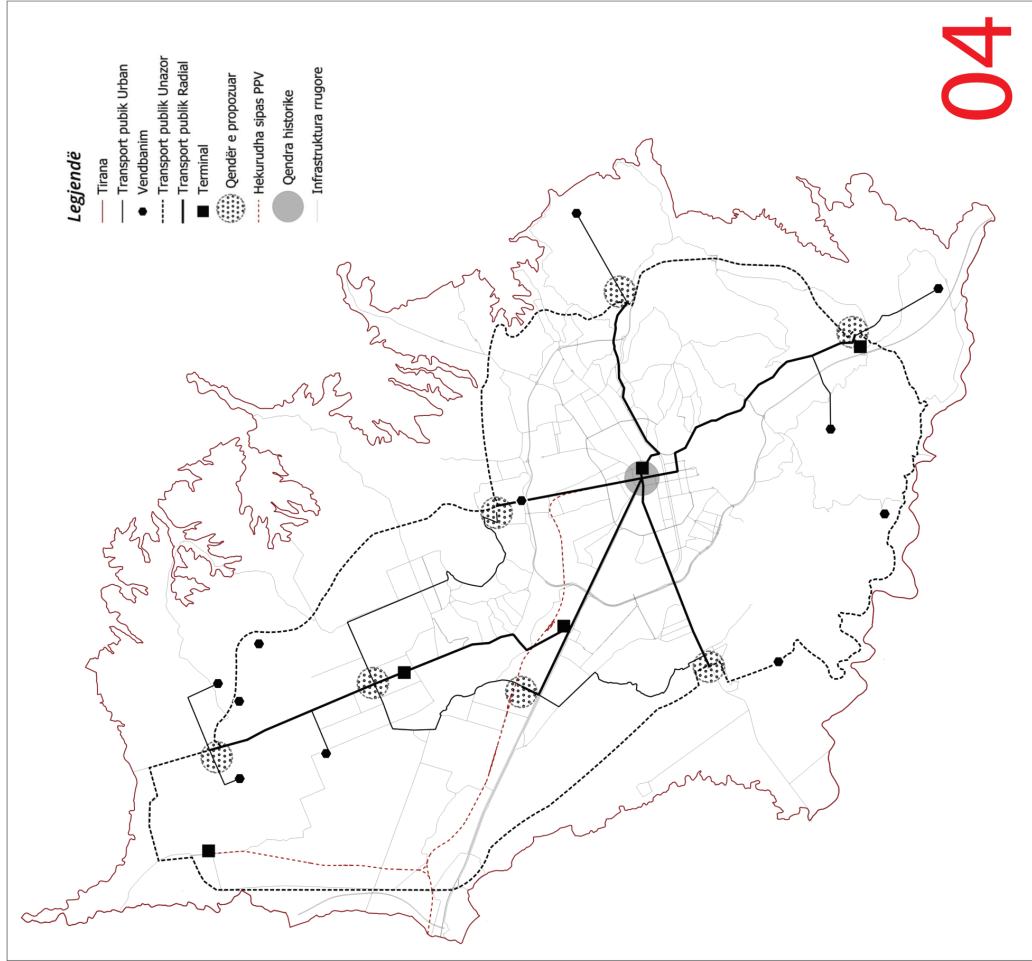 Legjendë
Tirana
Transport pubik Urban
Vendbanim
Transport publik Unazor
Transport publik Radial
Terminal
Qendër e propozuar
Hekurudha sipas PPV
Qendra historike
Infrastruktura rrugore
04